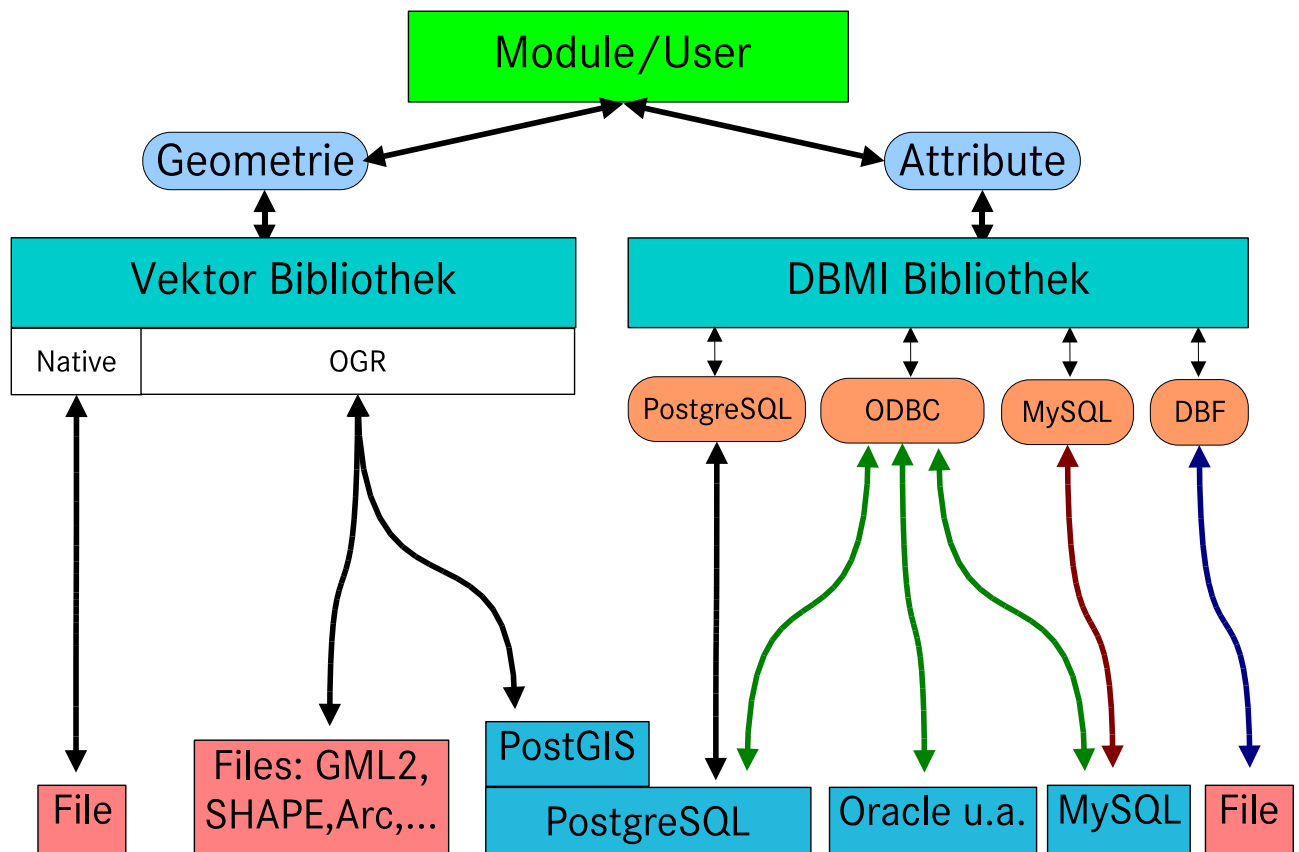 Module/User
Geometrie
Attribute
Vektor Bibliothek
DBMI Bibliothek
Native
OGR
PostgreSQL
ODBC
MySQL
DBF
File
Files: GML2,
SHAPE,Arc,...
PostGIS
PostgreSQL
Oracle u.a.
MySQL
File